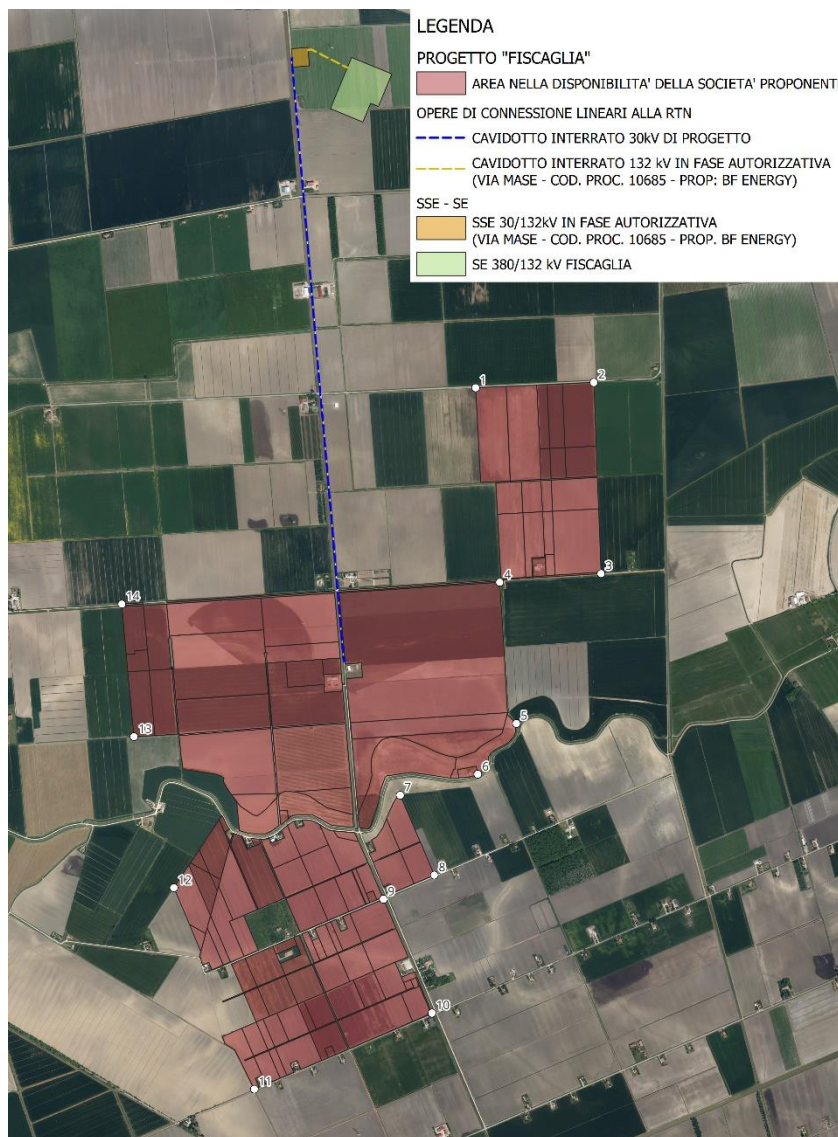 LEGENDA
PROGETTO "FISCAGLIA"
AREA NELLA DISPONIBILITA' DELLA SOCIETA' PROPONENTE
OPERE DI CONNESSIONE LINEARI ALLA RTN
CAVIDOTTO INTERRATO 30kV DI PROGETTO
CAVIDOTTO INTERRATO 132 kV IN FASE AUTORIZZATIVA
(VIA MASE - COD. PROC. 10685 - PROP: BF ENERGY)
SSE - SE
SSE 30/132kV IN FASE AUTORIZZATIVA
(VIA MASE - COD. PROC. 10685 - PROP. BF ENERGY)
SE 380/132 kV FISCAGLIA
1
2
3
4
14
5
13
6
7
8
12
9
10
11